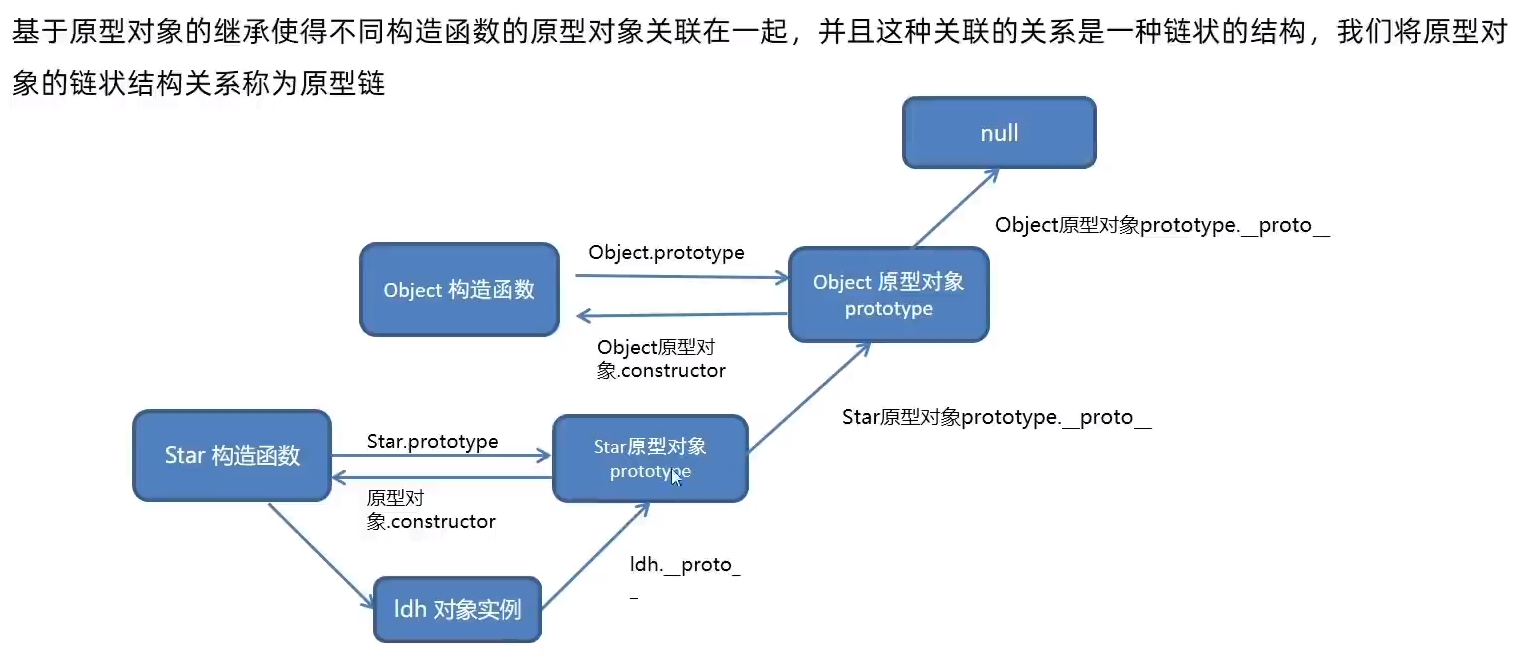 基于原型对象的继承使得不同构造函数的原型对象关联在一起，并且这种关联的关系是一种链状的结构，我们将原型对
象的链状结构关系称为原型链
null
Object原型对象prototype.__proto__
Object.prototype
Object 构造函数
Object 原型对象
prototype
Object原型对
象.constructor
Star原型对象prototype.__proto__
Star 构造函数
Star.prototype
Star原型对象
prototype
原型对
象.constructor
ldh.__proto_
_
ldh 对象实例